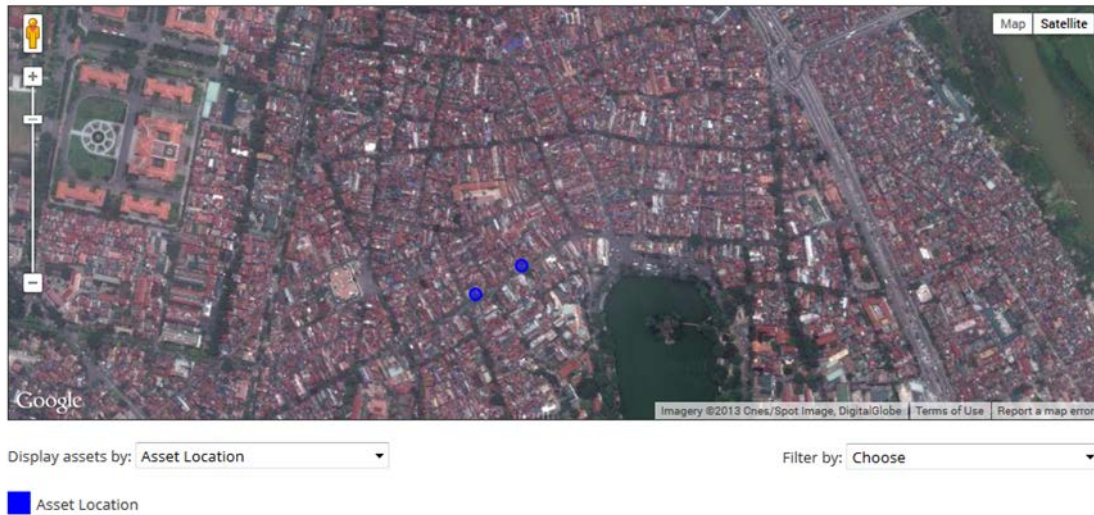 Map Satellite
Google
Imagery ©2013 Cnes/Spot Image, DigitalGlobe Terms of Use Report a map error
Display assets by: Asset Location Filter by: Choose
Asset Location